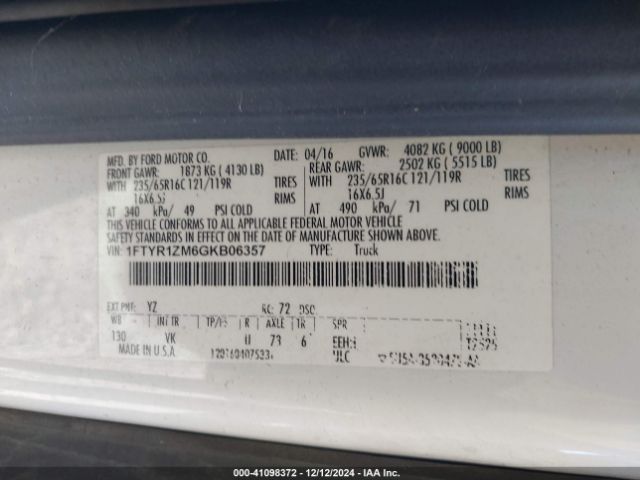 MFD. BY FORD MOTOR CO. DATE: 04/16 GVWR: 4082 KG ( 9000 LB)
FRONT GAWR: 1873 KG ( 4130 LB) REAR GAWR: 2502 KG ( 5515 LB)
WITH 235/65R16C 121/119R TIRES WITH 235/65R16C 121/119R TIRES
16X6.5J RIMS 16X6.5J RIMS
AT 340 kPa/ 49 PSI COLD AT 490 kPa/ 71 PSI COLD
THIS VEHICLE CONFORMS TO ALL APPLICABLE FEDERAL MOTOR VEHICLE
SAFETY STANDARDS IN EFFECT ON THE DATE OF MANUFACTURE SHOWN ABOVE.
VIN: 1FTYR1ZM6GKB06357 TYPE: Truck
EXT PNT: YZ RC: 72 DSO:
WB INT TR TP/PS R AXLE TR SPR
130 VK U 73 6
MADE IN U.S.A.
000-41098372 • 12/12/2024 • IAA Inc.